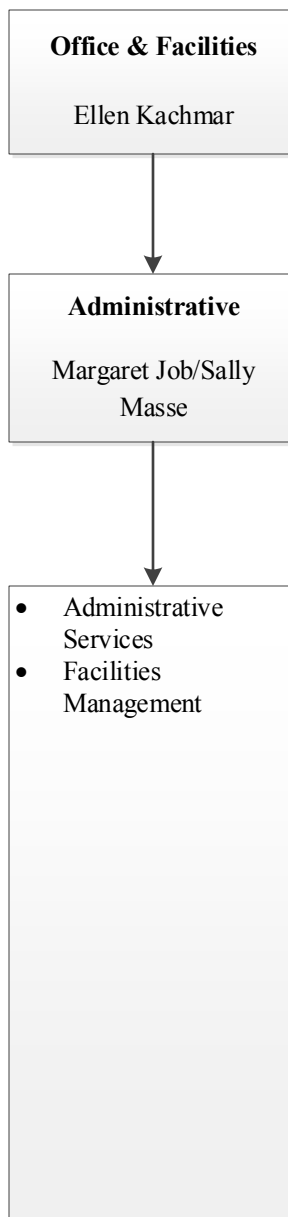 Office & Facilities
Ellen Kachmar
Administrative
Margaret Job/Sally
Masse
• Administrative
Services
• Facilities
Management